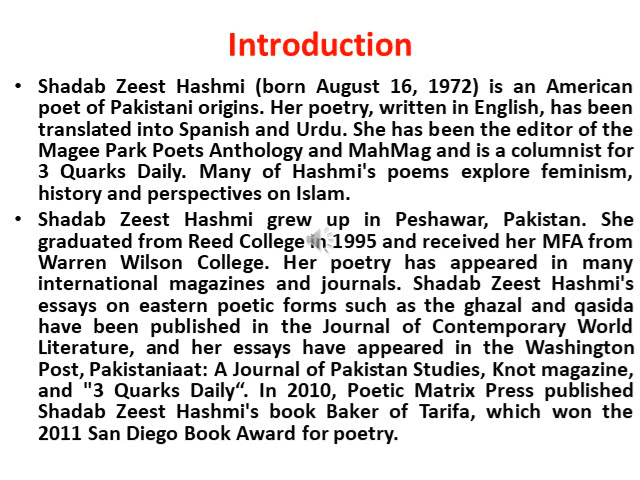 Introduction
• Shadab Zeest Hashmi (born August 16, 1972) is an American
poet of Pakistani origins. Her poetry, written in English, has been
translated into Spanish and Urdu. She has been the editor of the
Magee Park Poets Anthology and MahMag and is a columnist for
3 Quarks Daily. Many of Hashmi's poems explore feminism,
history and perspectives on Islam.
• Shadab Zeest Hashmi grew up in Peshawar, Pakistan. She
graduated from Reed College in 1995 and received her MFA from
Warren Wilson College. Her poetry has appeared in many
international magazines and journals. Shadab Zeest Hashmi's
essays on eastern poetic forms such as the ghazal and qasida
have been published in the Journal of Contemporary World
Literature, and her essays have appeared in the Washington
Post, Pakistaniaat: A Journal of Pakistan Studies, Knot magazine,
and "3 Quarks Daily“. In 2010, Poetic Matrix Press published
Shadab Zeest Hashmi's book Baker of Tarifa, which won the
2011 San Diego Book Award for poetry.